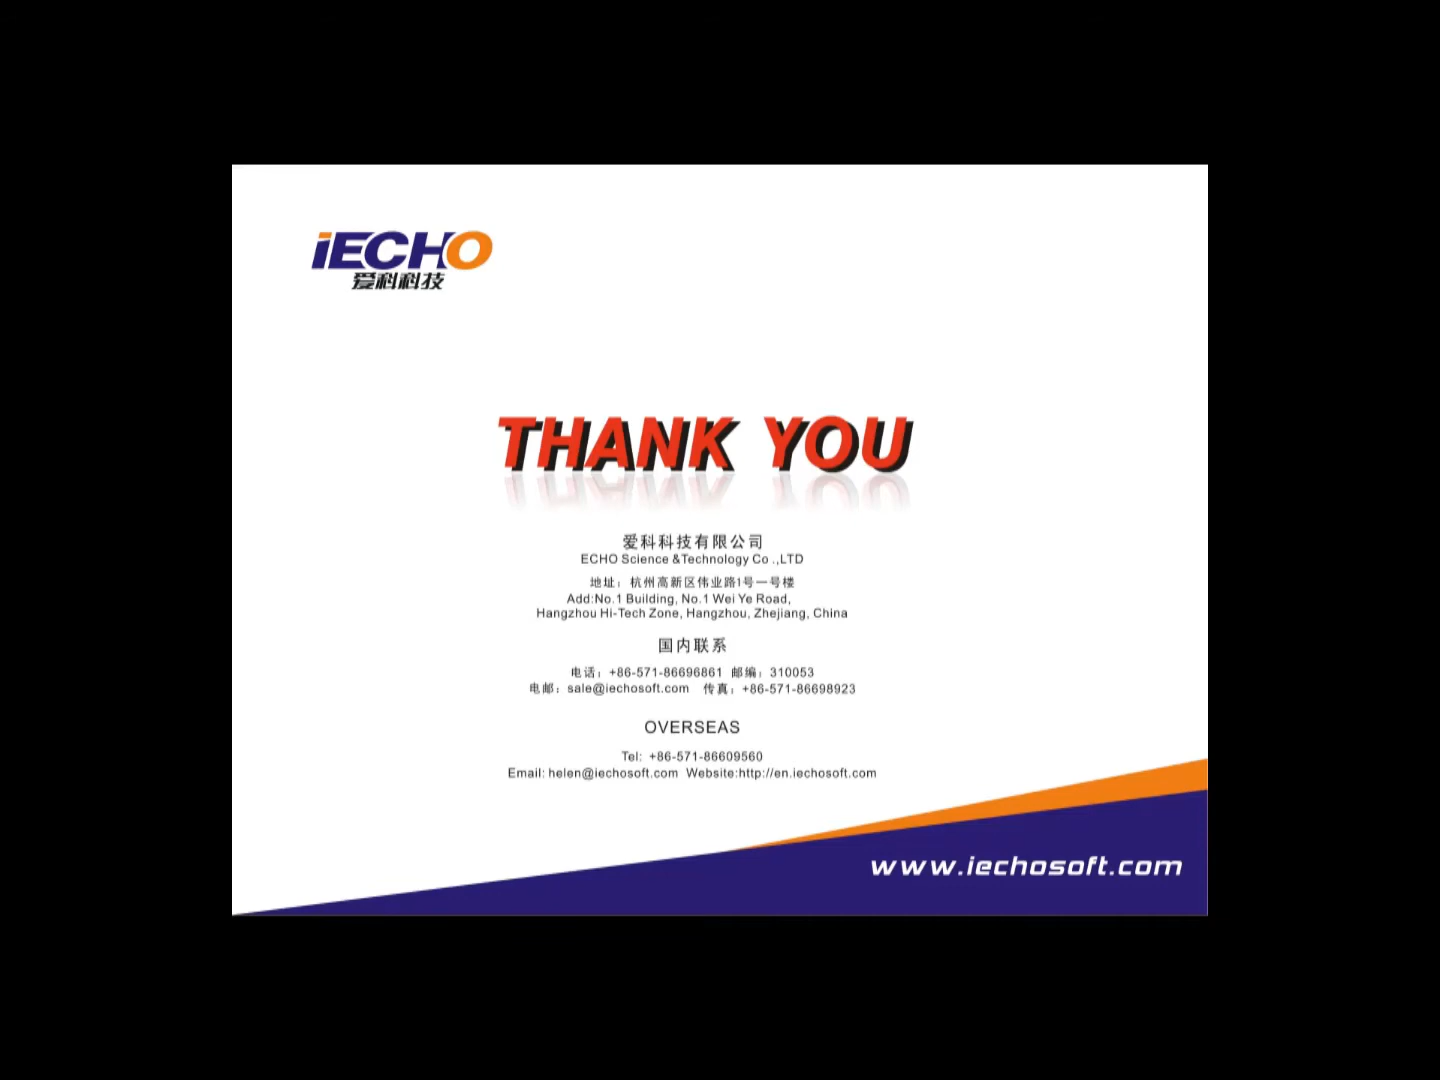 iECHO
爱科科技
THANK YOU
爱科科技有限公司
ECHO Science &Technology Co .,LTD
地址：杭州高新区伟业路1号一号楼
Add:No.1 Building, No.1 Wei Ye Road,
Hangzhou Hi-Tech Zone, Hangzhou, Zhejiang, China
国内联系
电话：+86-571-86696861 邮编：310053
电邮：sale@iechosoft.com 传真：+86-571-86698923
OVERSEAS
Tel: +86-571-86609560
Email: helen@iechosoft.com Website:http://en.iechosoft.com
www.iechosoft.com